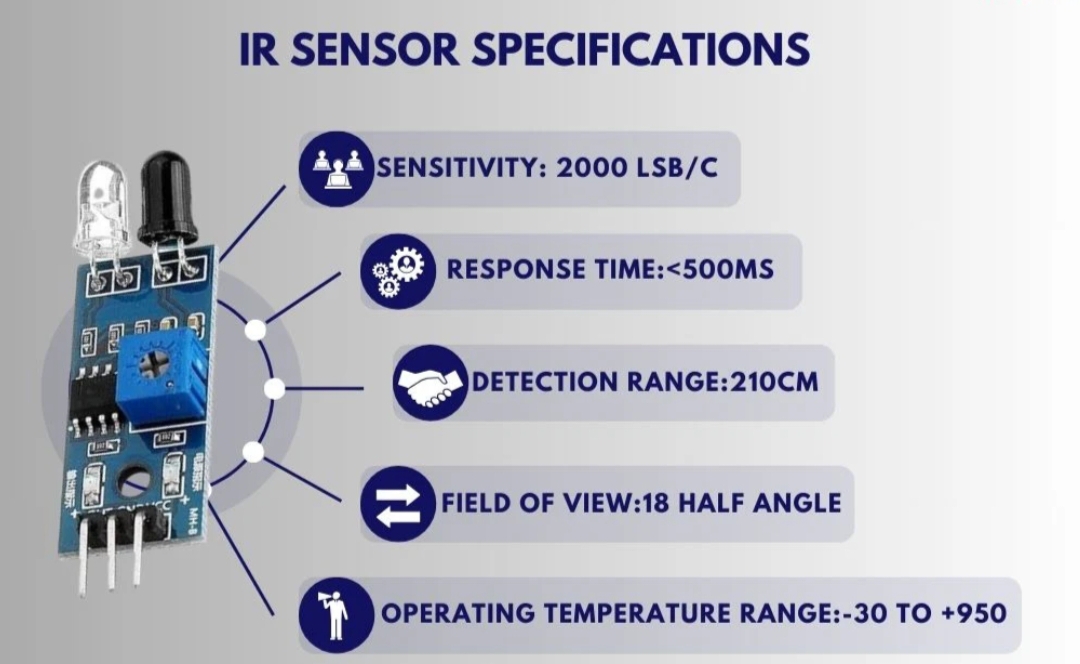 IR SENSOR SPECIFICATIONS
SENSITIVITY: 2000 LSB/C
RESPONSE TIME:<500MS
DETECTION RANGE:210CM
FIELD OF VIEW:18 HALF ANGLE
OPERATING TEMPERATURE RANGE:-30 TO +950
MH-B